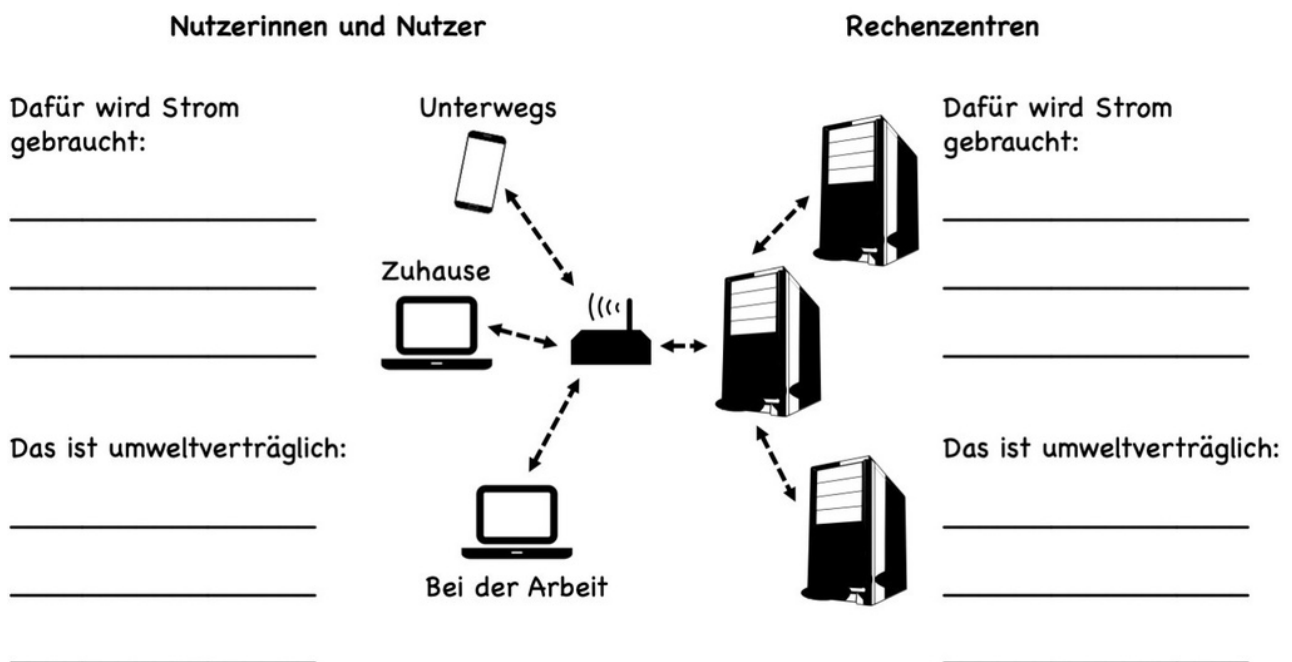 Nutzerinnen und Nutzer
Rechenzentren
Dafür wird Strom
gebraucht:
Unterwegs
Dafür wird Strom
gebraucht:
Zuhause
Das ist umweltverträglich:
Das ist umweltverträglich:
Bei der Arbeit